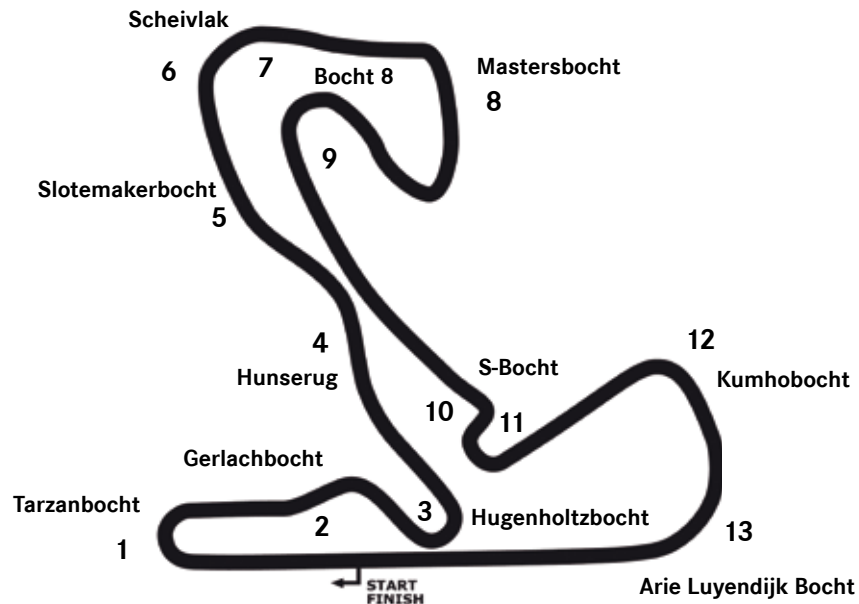 Scheivlak
6
7
Bocht 8
Mastersbocht
8
9
Slotemakerbocht
5
4
Hunserug
S-Bocht
10
11
12
Kumhobocht
Gerlachbocht
Tarzanbocht
1
2
3
Hugenholtzbocht
13
START
FINISH
Arie Luyendijk Bocht